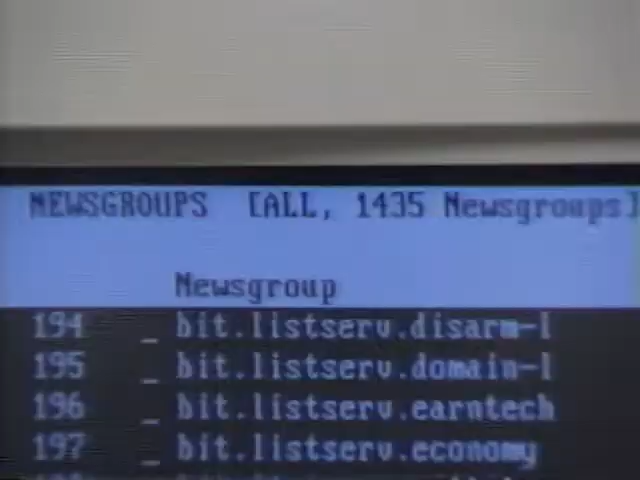 NEWSGROUPS [ALL, 1435 Newsgroups]
Newsgroup
194 _ bit.listserv.disarm-l
195 _ bit.listserv.domain-l
196 _ bit.listserv.earntech
197 _ bit.listserv.economy